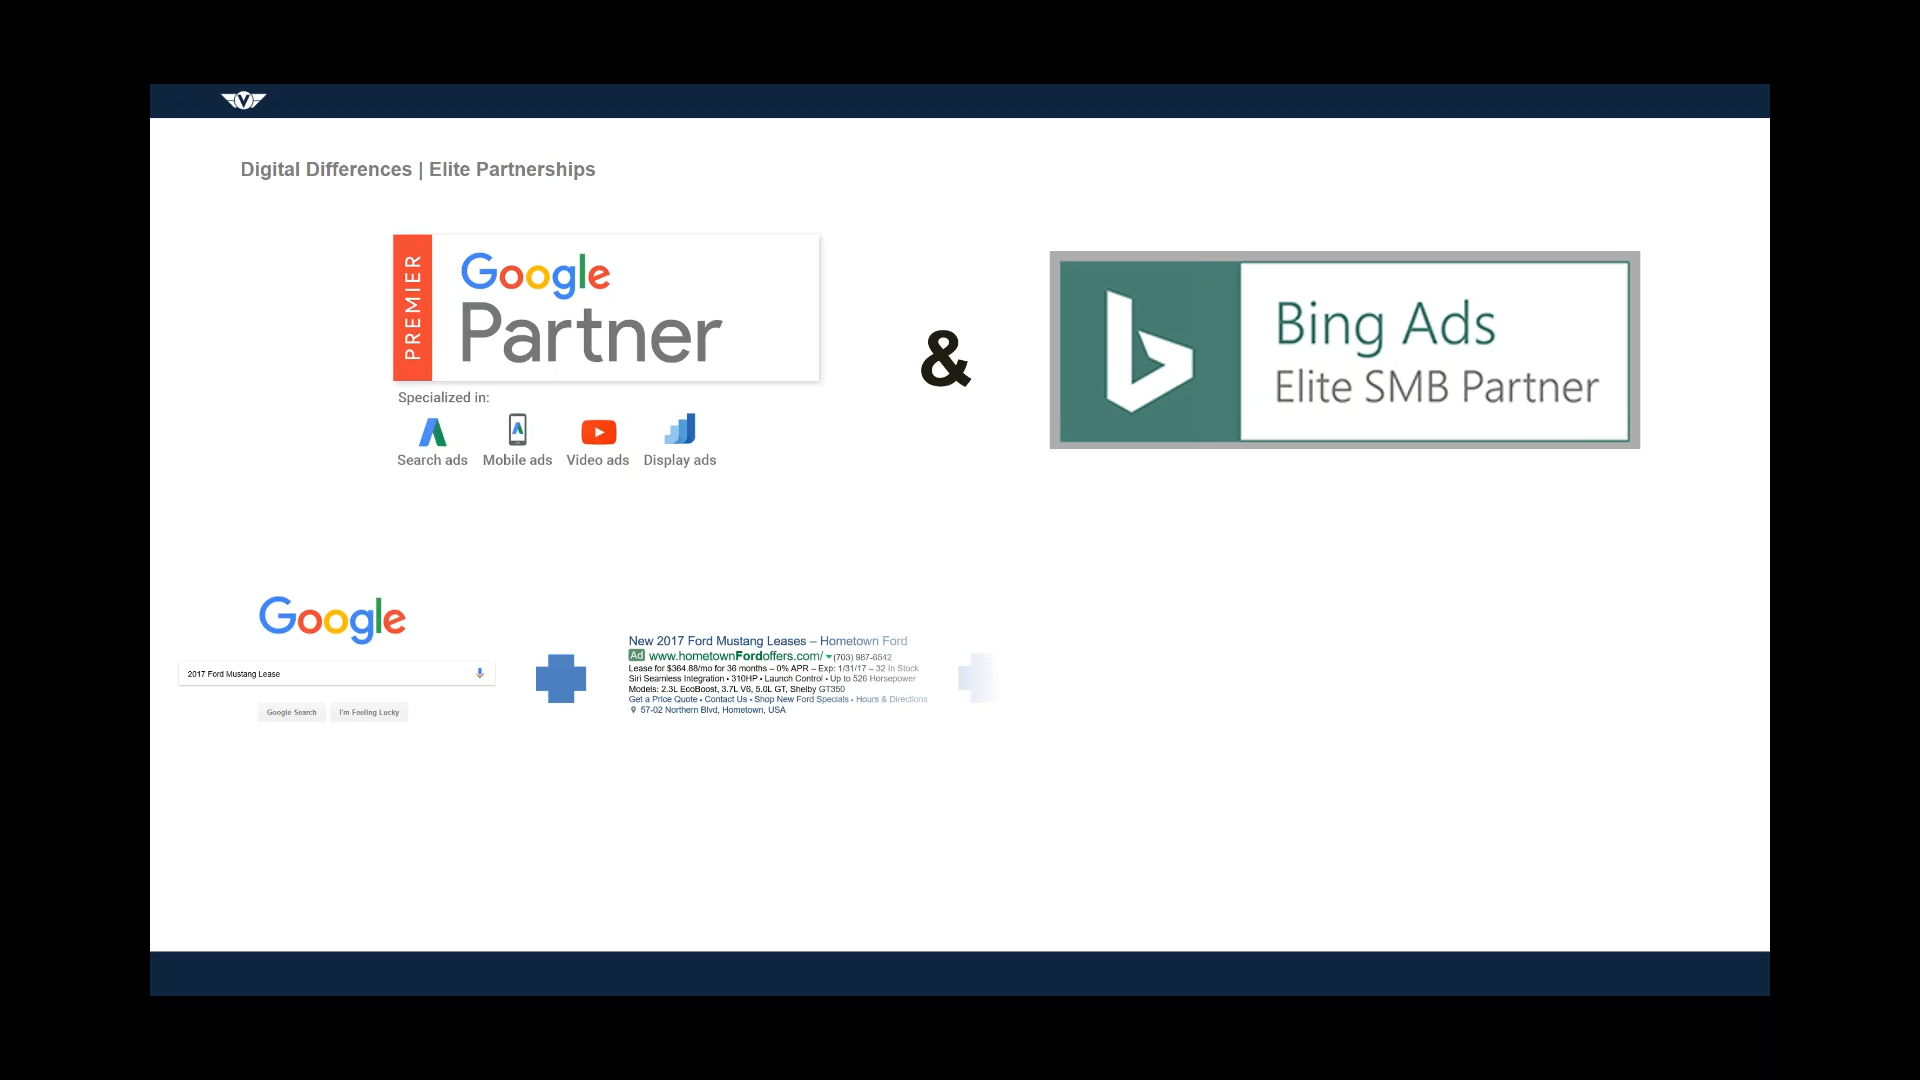 Digital Differences | Elite Partnerships
PREMIER
Google
Partner
Specialized in:
Search ads
Mobile ads
Video ads
Display ads
&
Bing Ads
Elite SMB Partner
Google
2017 Ford Mustang Lease
Google Search
I'm Feeling Lucky
New 2017 Ford Mustang Leases – Hometown Ford
Ad www.hometownFordoffers.com/ (703) 987-6542
Lease for $364.88/mo for 36 months – 0% APR – Exp: 1/31/17 – 32 In Stock
Siri Seamless Integration • 310HP • Launch Control • Up to 526 Horsepower
Models: 2.3L EcoBoost, 3.7L V6, 5.0L GT, Shelby GT350
Get a Price Quote • Contact Us • Shop New Ford Specials • Hours & Directions
57-02 Northern Blvd, Hometown, USA